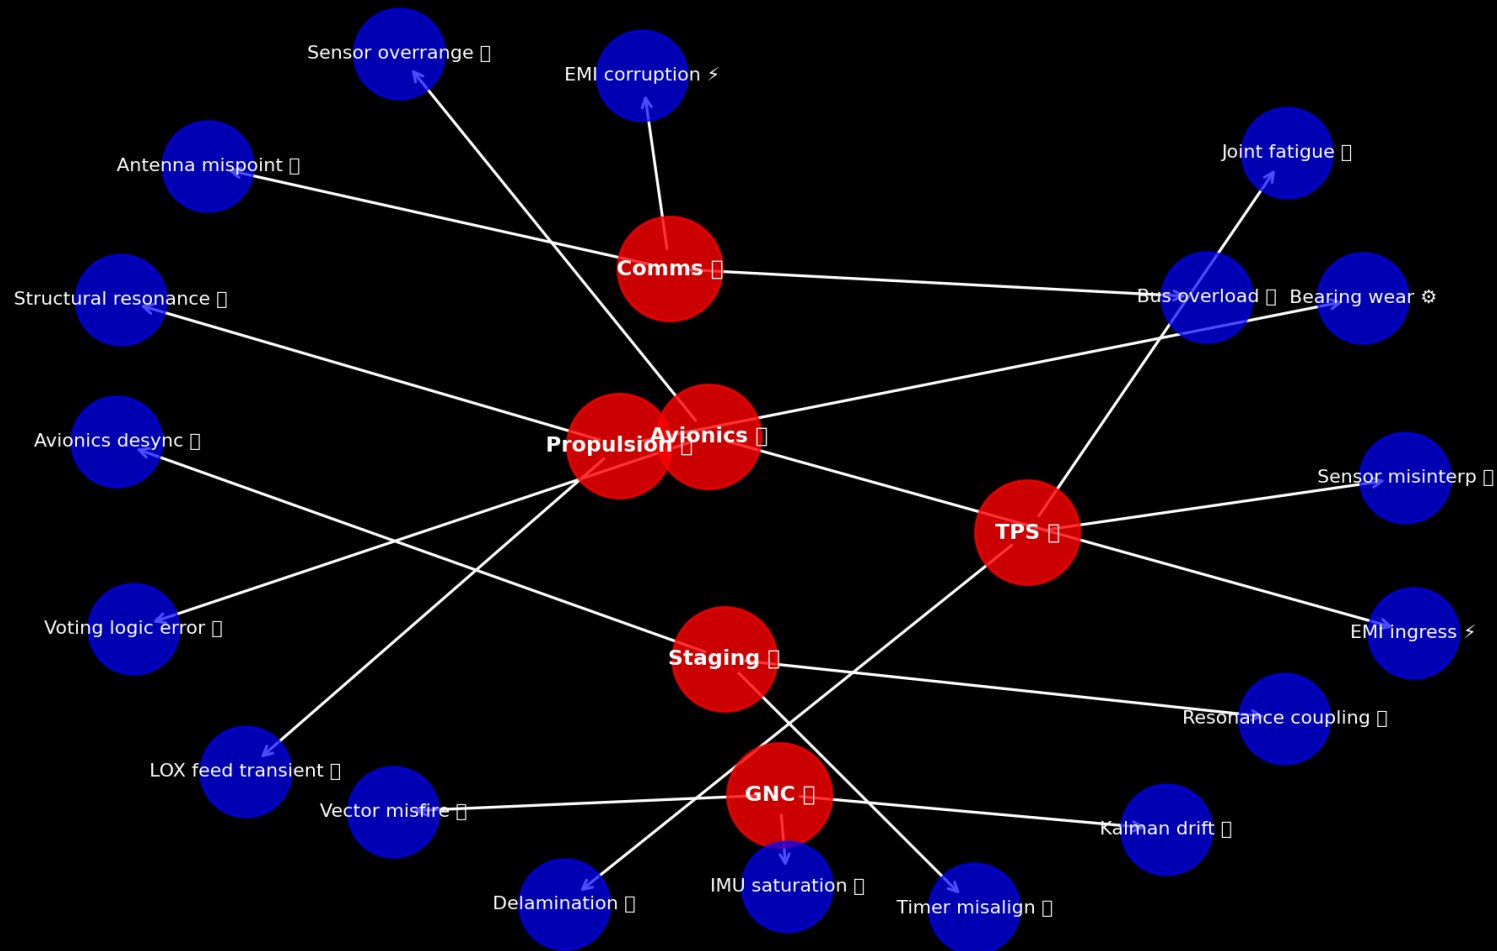 Sensor overrange ▯
EMI corruption ⚡
Joint fatigue ▯
Antenna mispoint ▯
Comms ▯
Structural resonance ▯
Bus overload ▯
Bearing wear ⚙
Propulsion ▯
Avionics ▯
Avionics desync ▯
Sensor misinterp ▯
TPS ▯
Voting logic error ▯
EMI ingress ⚡
Staging ▯
Resonance coupling ▯
LOX feed transient ▯
Vector misfire ▯
GNC ▯
Kalman drift ▯
Delamination ▯
IMU saturation ▯
Timer misalign ▯